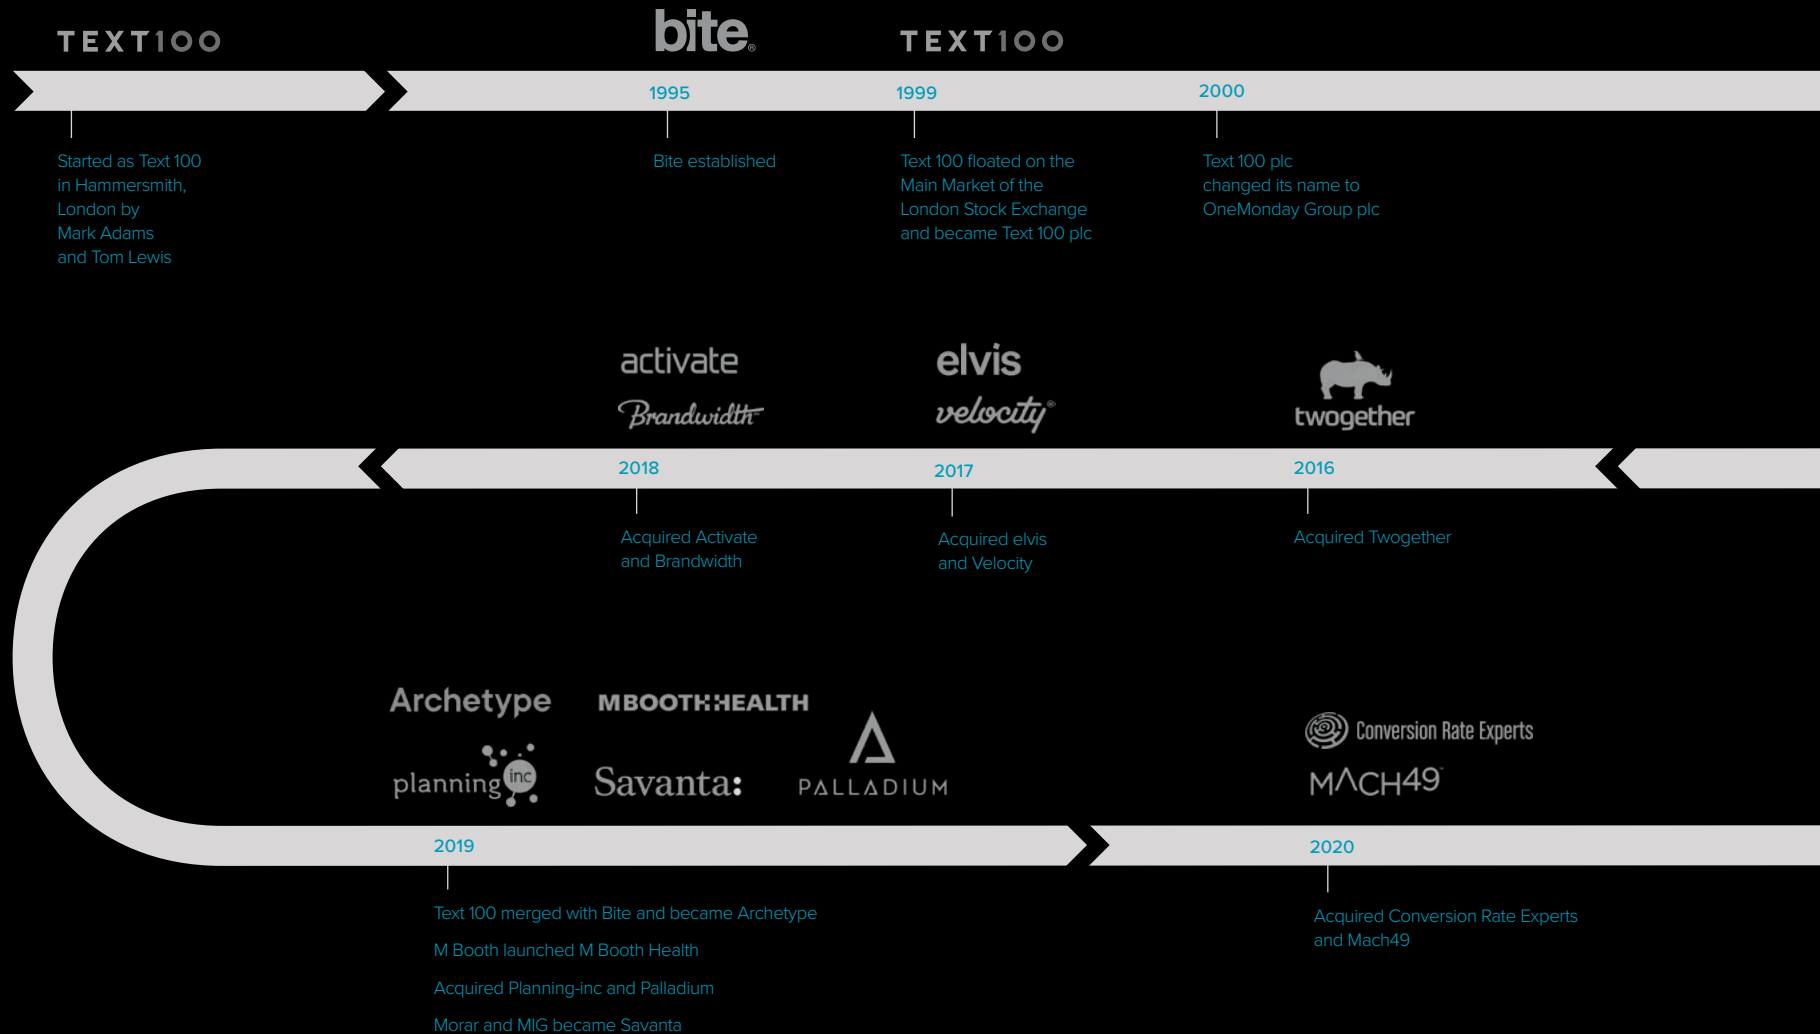 TEXT100
bite®
TEXT100
1995
1999
2000
Started as Text 100
in Hammersmith,
London by
Mark Adams
and Tom Lewis
Bite established
Text 100 floated on the
Main Market of the
London Stock Exchange
and became Text 100 plc
Text 100 plc
changed its name to
OneMonday Group plc
activate
Brandwidth™
elvis
velocity®
twogether
2018
2017
2016
Acquired Activate
and Brandwidth
Acquired elvis
and Velocity
Acquired Twogether
Archetype
MBOOTH HEALTH
planning inc
Savanta:
PALLADIUM
Conversion Rate Experts
MACH49™
2019
2020
Text 100 merged with Bite and became Archetype
M Booth launched M Booth Health
Acquired Planning-inc and Palladium
Morar and MIG became Savanta
Acquired Conversion Rate Experts
and Mach49